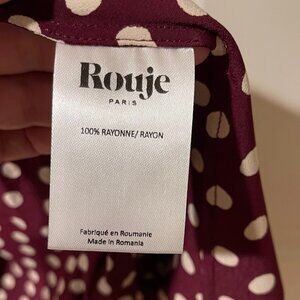 Rouje
PARIS
100% RAYONNE/ RAYON
Fabriqué en Roumanie
Made in Romania